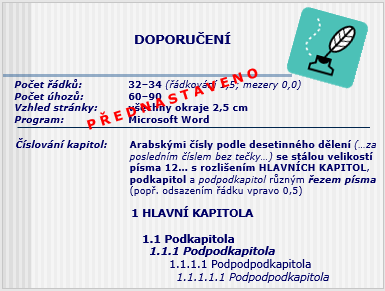 DOPORUČENÍ
Počet řádků: 32–34 (řádkování 1,5; mezery 0,0)
Počet úhozů: 60–90
Vzhled stránky: všechny okraje 2,5 cm
Program: Microsoft Word
PŘEDNASTAVENO
Číslování kapitol: Arabskými čísly podle desetinného dělení (…za
posledním číslem bez tečky…) se stálou velikostí
písma 12… s rozlišením HLAVNÍCH KAPITOL,
podkapitol a podpodkapitol různým řezem písma
(popř. odsazením řádku vpravo 0,5)
1 HLAVNÍ KAPITOLA
1.1 Podkapitola
1.1.1 Podpodkapitola
1.1.1.1 Podpodpodkapitola
1.1.1.1.1 Podpodpodkapitola